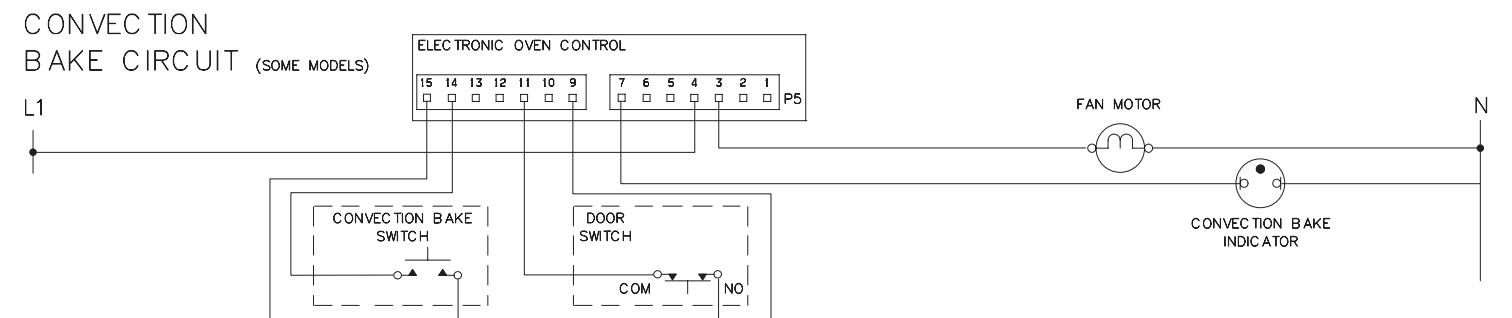 CONVECTION
BAKE CIRCUIT (SOME MODELS)
ELECTRONIC OVEN CONTROL
15 14 13 12 11 10 9 7 6 5 4 3 2 1
P5
L1
FAN MOTOR
N
CONVECTION BAKE
SWITCH
DOOR
SWITCH
CONVECTION BAKE
INDICATOR
COM
NO